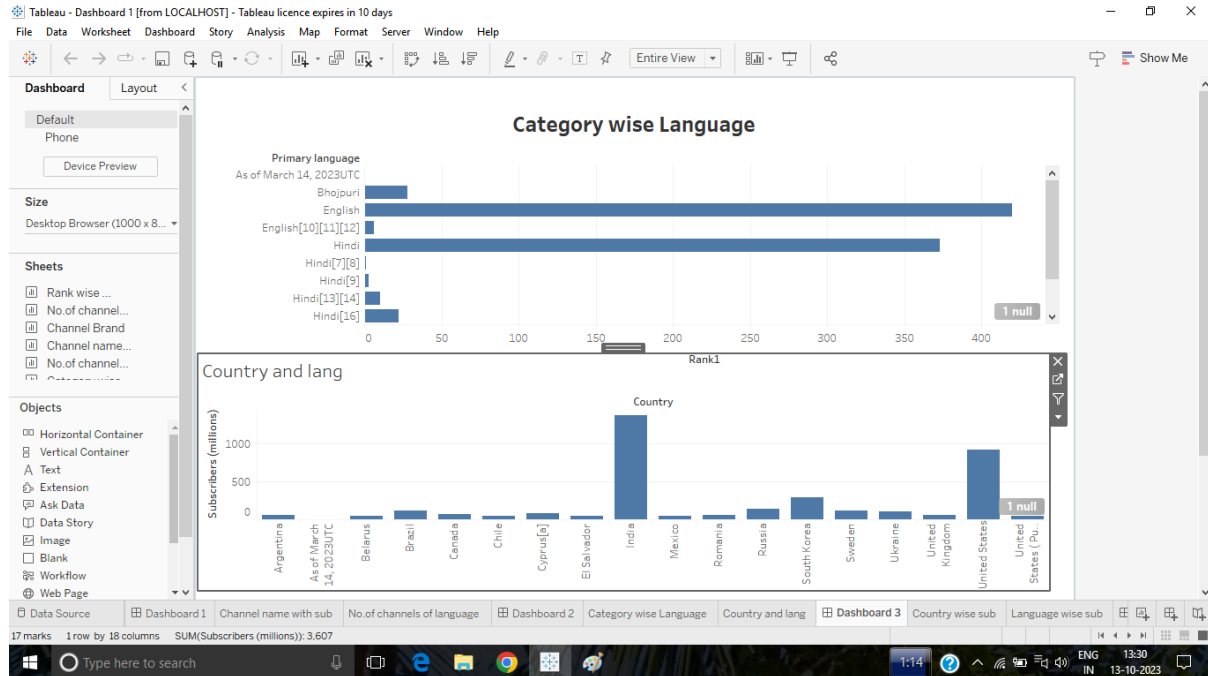 Tableau - Dashboard 1 [from LOCALHOST] - Tableau licence expires in 10 days
File Data Worksheet Dashboard Story Analysis Map Format Server Window Help
Entire View
Show Me
Dashboard Layout
Default
Phone
Device Preview
Size
Desktop Browser (1000 x 8...
Sheets
Rank wise ...
No.of channel...
Channel Brand
Channel name...
No.of channel...
Objects
Horizontal Container
Vertical Container
Text
Extension
Ask Data
Data Story
Image
Blank
Workflow
Web Page
Category wise Language
Primary language
As of March 14, 2023UTC
Bhojpuri
English
English[10][11][12]
Hindi
Hindi[7][8]
Hindi[9]
Hindi[13][14]
Hindi[16]
1 null
0 50 100 150 200 250 300 350 400
Rank1
Country and lang
Country
Subscribers (millions)
1000
500
0
1 null
Argentina
As of March
14, 2023UTC
Belarus
Brazil
Canada
Chile
Cyprus[a]
El Salvador
India
Mexico
Romania
Russia
South Korea
Sweden
Ukraine
United
Kingdom
United States
United
States ( Pu..
Data Source Dashboard 1 Channel name with sub No.of channels of language Dashboard 2 Category wise Language Country and lang Dashboard 3 Country wise sub Language wise sub
17 marks 1 row by 18 columns SUM(Subscribers (millions)): 3,607
Type here to search
1:14
ENG
IN
13:30
13-10-2023